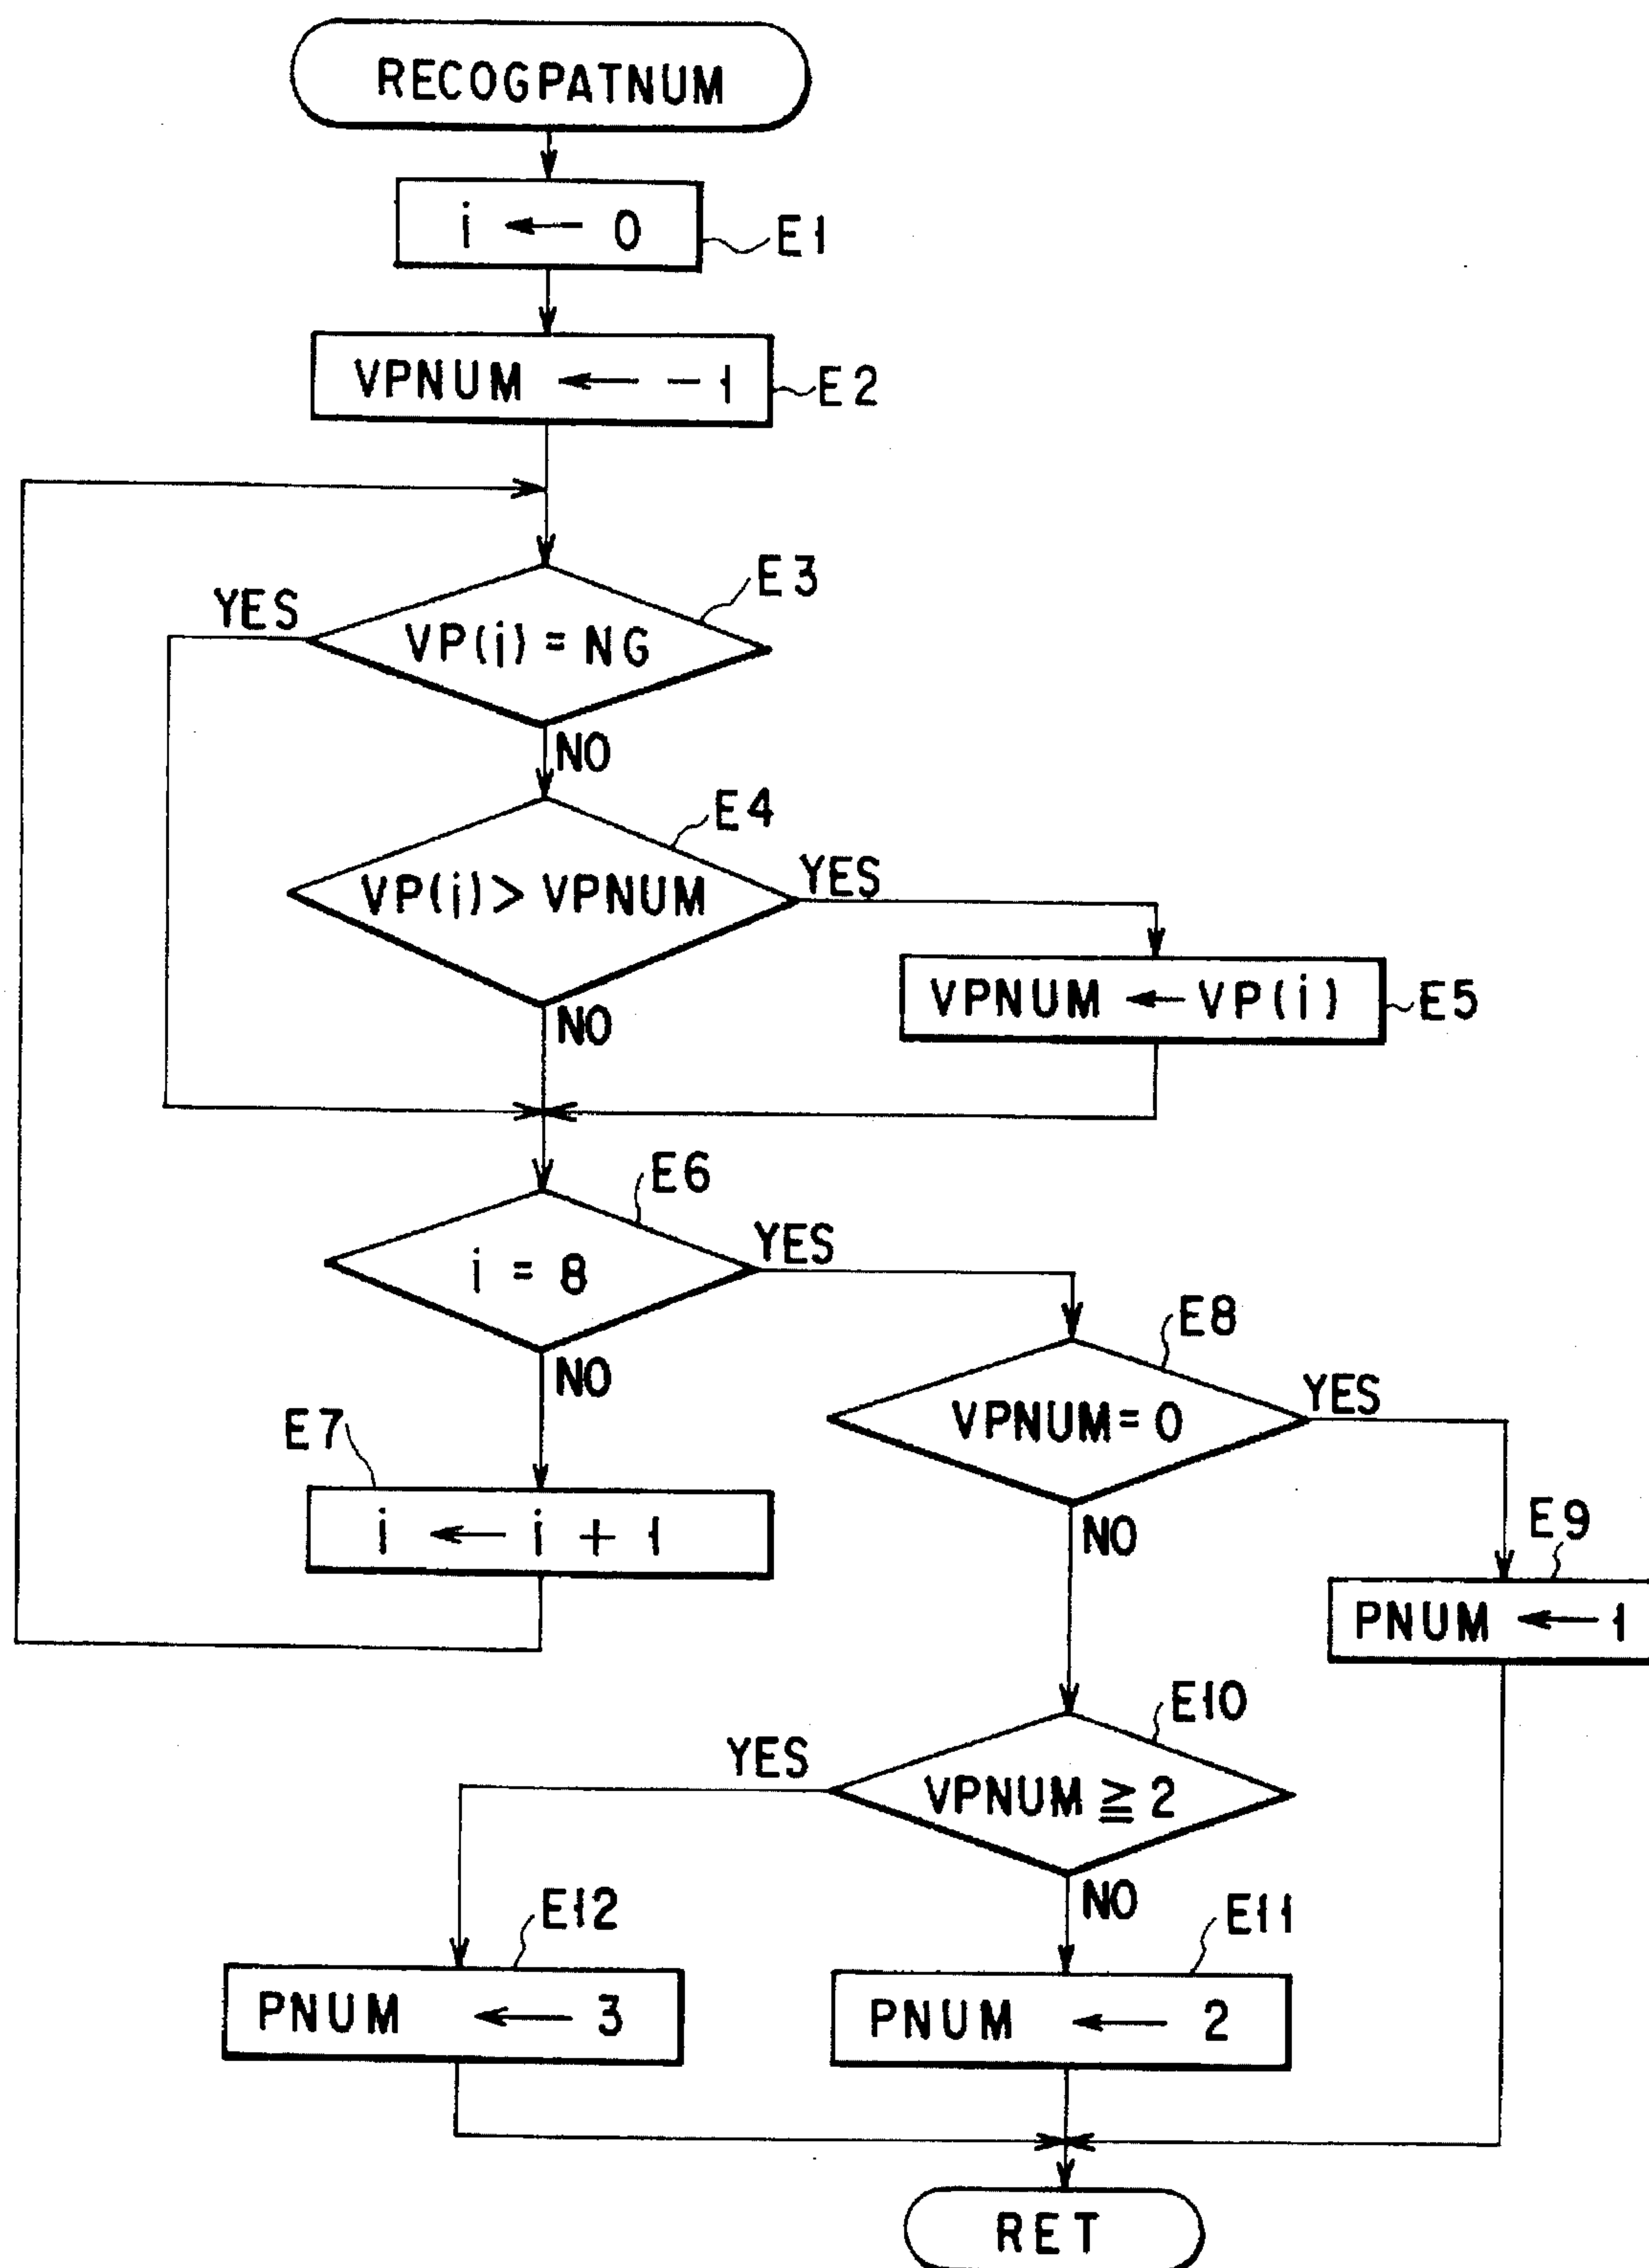 RECOGPATNUM
i ← 0
E1
VPNUM ← -1
E2
E3
YES
VP(i) = NG
NO
E4
VP(i) > VPNUM
YES
VPNUM ← VP(i)
E5
NO
E6
i = 8
YES
NO
E8
VPNUM = 0
YES
E7
i ← i + 1
NO
E9
PNUM ← 1
E10
YES
VPNUM ≧ 2
NO
E12
E11
PNUM ← 3
PNUM ← 2
RET